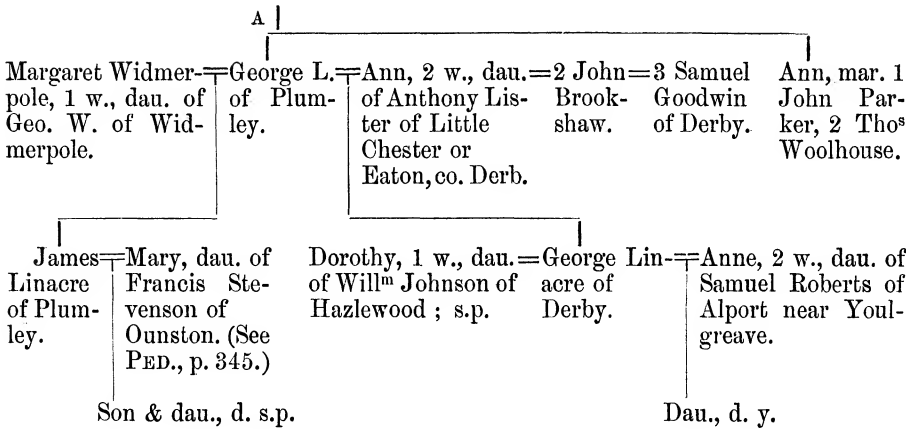 A
Margaret Widmer-
pole, 1 w., dau. of
Geo. W. of Wid-
merpole.
George L.
of Plum-
ley.
Ann, 2 w., dau.
of Anthony Lis-
ter of Little
Chester or
Eaton, co. Derb.
2 John
Brook-
shaw.
3 Samuel
Goodwin
of Derby.
Ann, mar. 1
John Par-
ker, 2 Thoˢ
Woolhouse.
James
Linacre
of Plum-
ley.
Mary, dau. of
Francis Ste-
venson of
Ounston. (See
PED., p. 345.)
Dorothy, 1 w., dau.
of Willᵐ Johnson of
Hazlewood ; s.p.
George Lin-
acre of
Derby.
Anne, 2 w., dau. of
Samuel Roberts of
Alport near Youl-
greave.
Son & dau., d. s.p.
Dau., d. y.